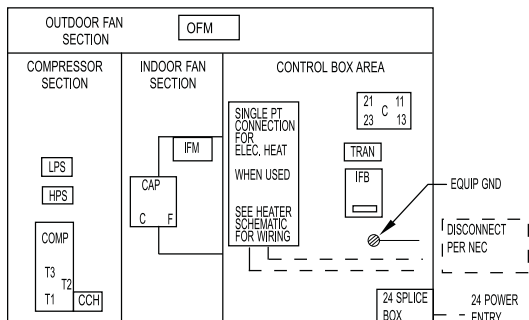 OUTDOOR FAN
SECTION
OFM
COMPRESSOR
SECTION
INDOOR FAN
SECTION
CONTROL BOX AREA
LPS
HPS
COMP
T3
T2
T1
CCH
IFM
CAP
C F
SINGLE PT
CONNECTION
FOR
ELEC. HEAT
WHEN USED
SEE HEATER
SCHEMATIC
FOR WIRING
21 11
C
23 13
TRAN
IFB
EQUIP GND
DISCONNECT
PER NEC
24 SPLICE
BOX
24 POWER
ENTRY